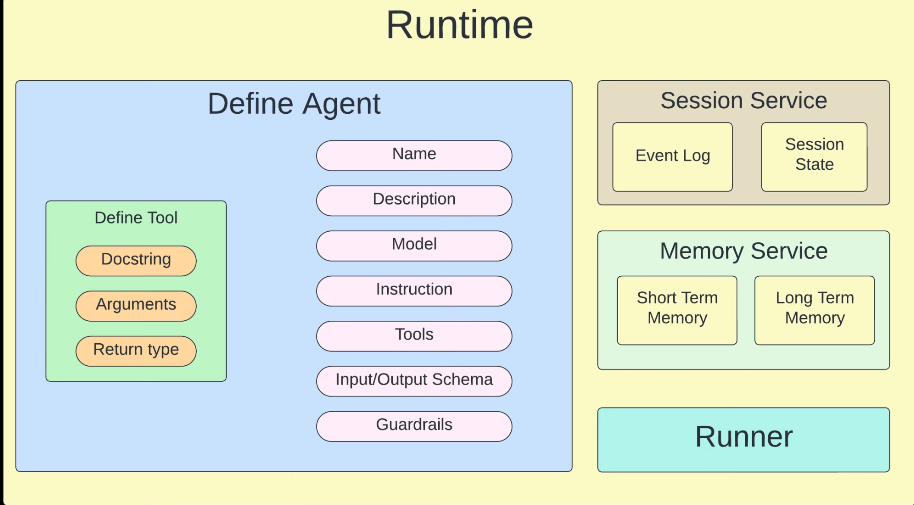 Runtime
Define Agent
Name
Description
Model
Instruction
Tools
Input/Output Schema
Guardrails
Define Tool
Docstring
Arguments
Return type
Session Service
Event Log
Session
State
Memory Service
Short Term
Memory
Long Term
Memory
Runner